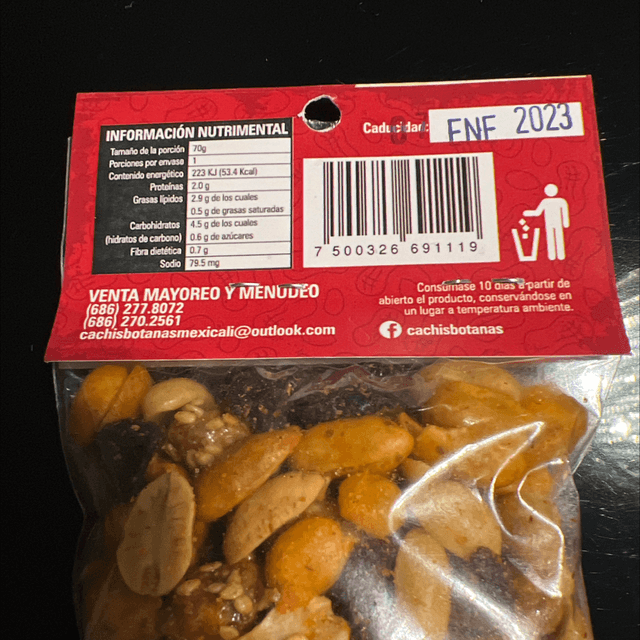 INFORMACIÓN NUTRIMENTAL
Tamaño de la porción 70g
Porciones por envase 1
Contenido energético 223 KJ (53.4 Kcal)
Proteínas 2.0 g
Grasas lípidos 2.9 g de los cuales
0.5 g de grasas saturadas
Carbohidratos 4.5 g de los cuales
(hidratos de carbono) 0.6 g de azúcares
Fibra dietética 0.7 g
Sodio 79.5 mg
Caducidad: ENE 2023
7 500326 691119
VENTA MAYOREO Y MENUDEO
(686) 277.8072
(686) 270.2561
cachisbotanasmexicali@outlook.com
Consúmase 10 días a partir de
abierto el producto, conservándose en
un lugar a temperatura ambiente.
f cachisbotanas